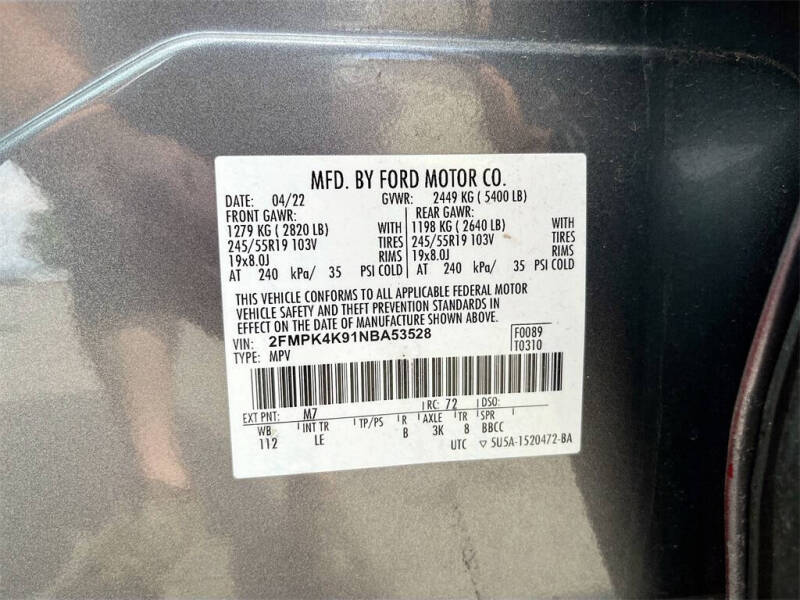 MFD. BY FORD MOTOR CO.
DATE: 04/22 GVWR: 2449 KG ( 5400 LB)
FRONT GAWR: REAR GAWR:
1279 KG ( 2820 LB) WITH 1198 KG ( 2640 LB) WITH
245/55R19 103V TIRES 245/55R19 103V TIRES
19x8.0J RIMS 19x8.0J RIMS
AT 240 kPa/ 35 PSI COLD AT 240 kPa/ 35 PSI COLD
THIS VEHICLE CONFORMS TO ALL APPLICABLE FEDERAL MOTOR
VEHICLE SAFETY AND THEFT PREVENTION STANDARDS IN
EFFECT ON THE DATE OF MANUFACTURE SHOWN ABOVE.
VIN: 2FMPK4K91NBA53528 F0089
TYPE: MPV T0310
EXT PNT: M7 RC: 72 DSO:
WB INT TR TP/PS R AXLE TR SPR
112 LE B 3K 8 BBCC
UTC ▽ 5U5A-1520472-BA